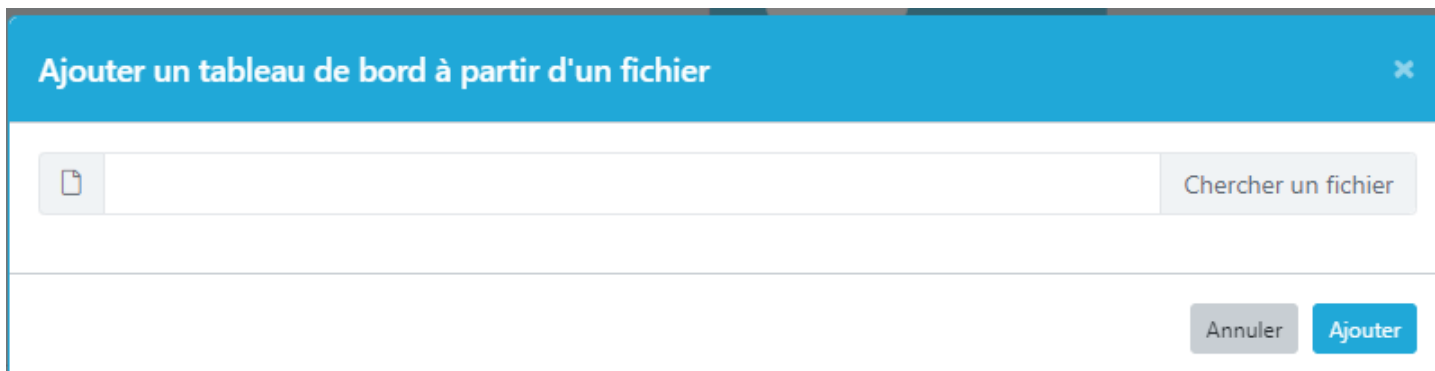 Ajouter un tableau de bord à partir d'un fichier
Chercher un fichier
Annuler
Ajouter